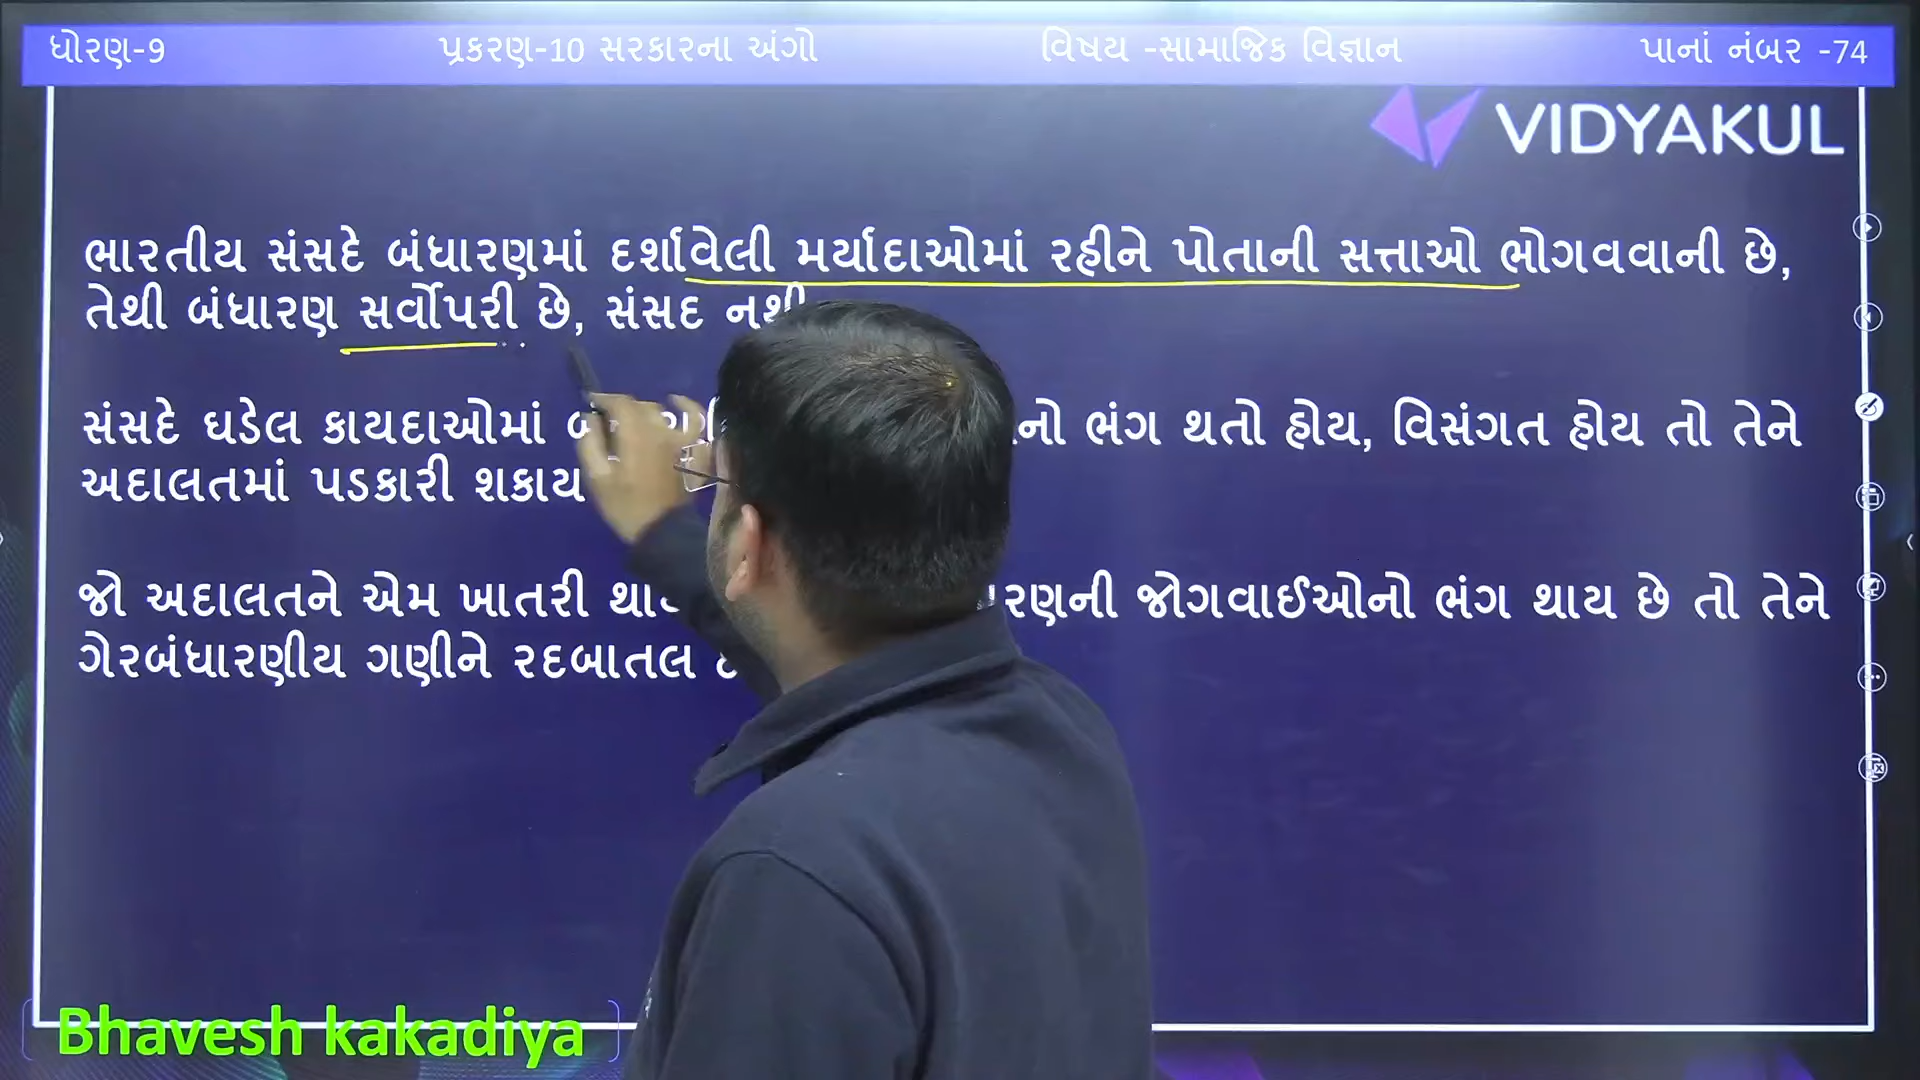 ધોરણ-9 પ્રકરણ-10 સરકારના અંગો વિષય -સામાજિક વિજ્ઞાન પાનાં નંબર -74
VIDYAKUL
ભારતીય સંસદે બંધારણમાં દર્શાવેલી મર્યાદાઓમાં રહીને પોતાની સત્તાઓ ભોગવવાની છે,
તેથી બંધારણ સર્વોપરી છે, સંસદ નથી
સંસદે ઘડેલ કાયદાઓમાં ભંગ થતો હોય, વિસંગત હોય તો તેને
અદાલતમાં પડકારી શકાય
જો અદાલતને એમ ખાતરી જોગવાઈઓનો ભંગ થાય છે તો તેને
ગેરબંધારણીય ગણીને રદબાતલ
Bhavesh kakadiya